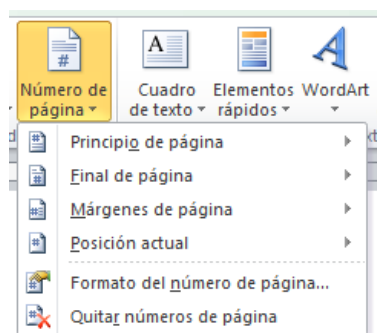 Número de página
Cuadro de texto
Elementos rápidos
WordArt
Principio de página
Final de página
Márgenes de página
Posición actual
Formato del número de página...
Quitar números de página